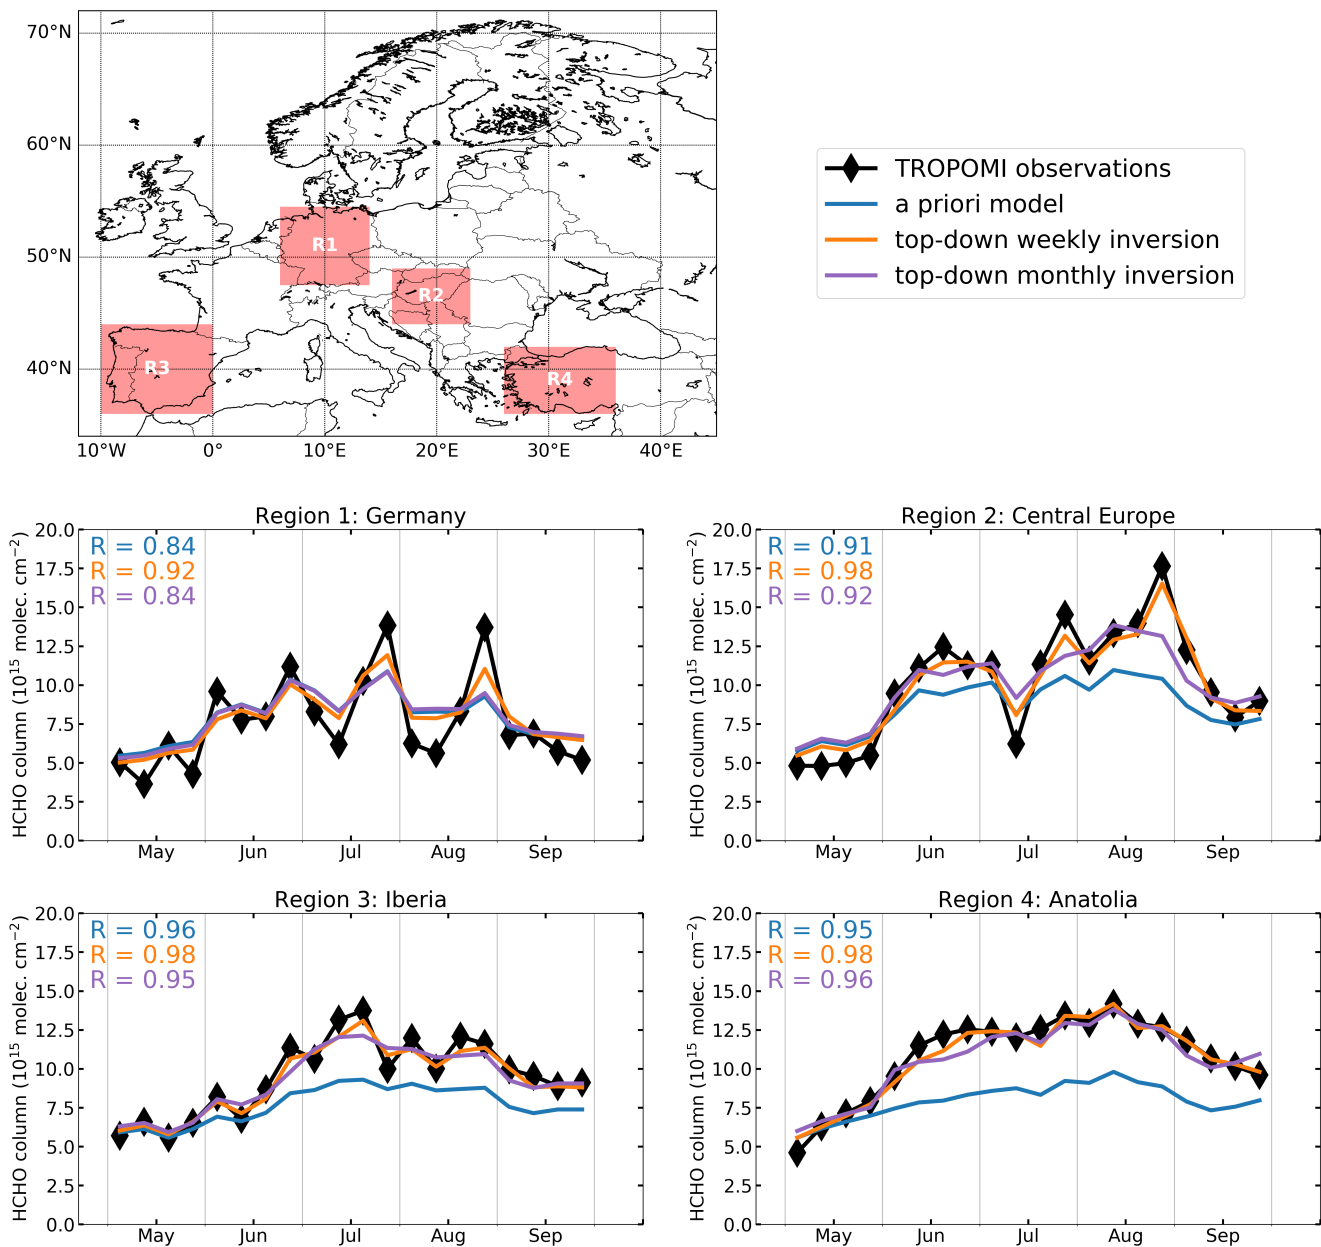 70°N
60°N
50°N
40°N
10°W 0° 10°E 20°E 30°E 40°E
R1
R2
R3
R4
TROPOMI observations
a priori model
top-down weekly inversion
top-down monthly inversion
Region 1: Germany
HCHO column (10¹⁵ molec. cm⁻²)
20.0
17.5
15.0
12.5
10.0
7.5
5.0
2.5
0.0
R = 0.84
R = 0.92
R = 0.84
May Jun Jul Aug Sep
Region 2: Central Europe
HCHO column (10¹⁵ molec. cm⁻²)
20.0
17.5
15.0
12.5
10.0
7.5
5.0
2.5
0.0
R = 0.91
R = 0.98
R = 0.92
May Jun Jul Aug Sep
Region 3: Iberia
HCHO column (10¹⁵ molec. cm⁻²)
20.0
17.5
15.0
12.5
10.0
7.5
5.0
2.5
0.0
R = 0.96
R = 0.98
R = 0.95
May Jun Jul Aug Sep
Region 4: Anatolia
HCHO column (10¹⁵ molec. cm⁻²)
20.0
17.5
15.0
12.5
10.0
7.5
5.0
2.5
0.0
R = 0.95
R = 0.98
R = 0.96
May Jun Jul Aug Sep